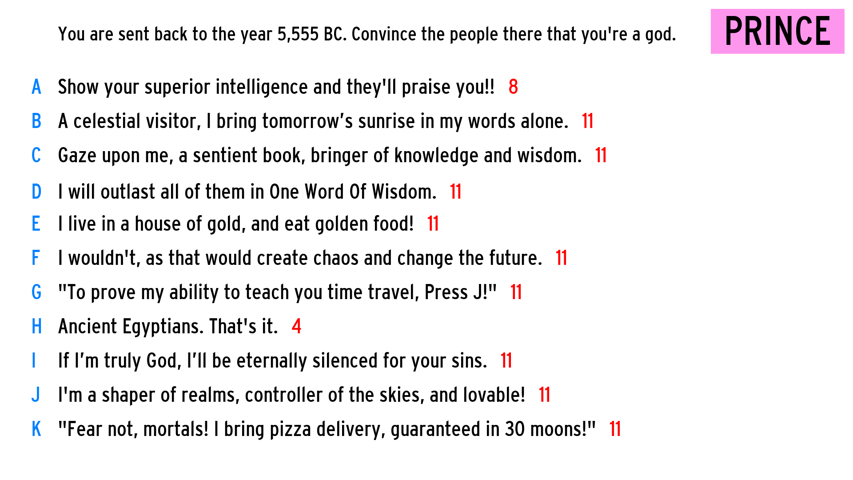 You are sent back to the year 5,555 BC. Convince the people there that you're a god.
PRINCE
A Show your superior intelligence and they'll praise you!! 8
B A celestial visitor, I bring tomorrow’s sunrise in my words alone. 11
C Gaze upon me, a sentient book, bringer of knowledge and wisdom. 11
D I will outlast all of them in One Word Of Wisdom. 11
E I live in a house of gold, and eat golden food! 11
F I wouldn't, as that would create chaos and change the future. 11
G "To prove my ability to teach you time travel, Press J!" 11
H Ancient Egyptians. That's it. 4
I If I’m truly God, I’ll be eternally silenced for your sins. 11
J I'm a shaper of realms, controller of the skies, and lovable! 11
K "Fear not, mortals! I bring pizza delivery, guaranteed in 30 moons!" 11